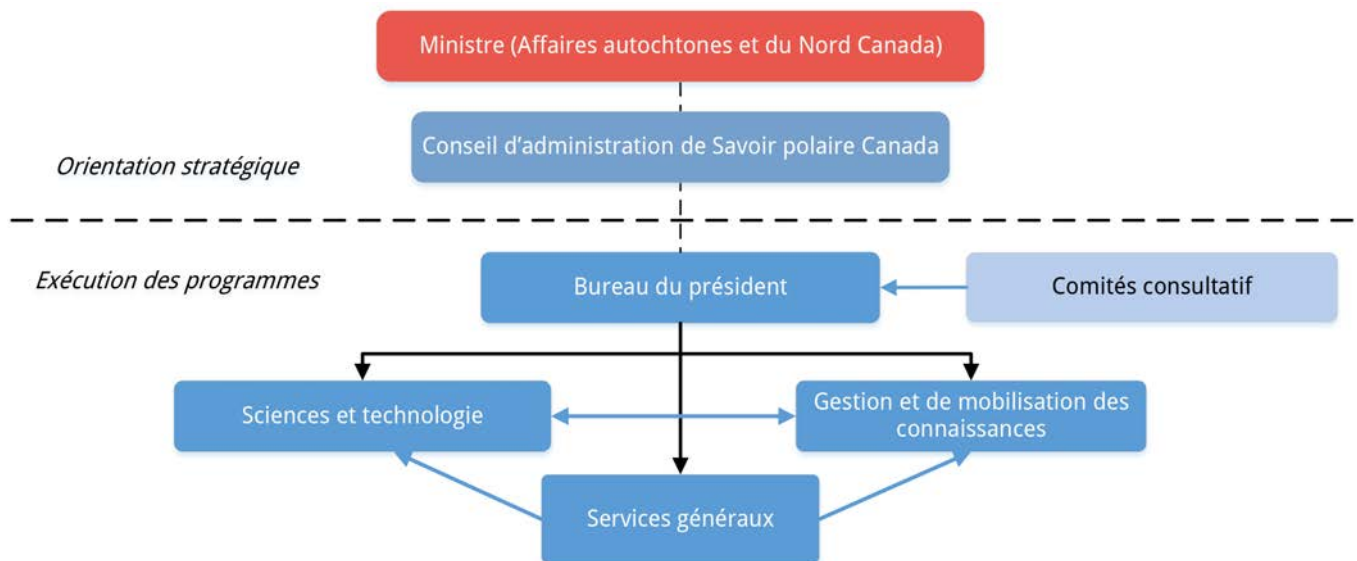 Ministre (Affaires autochtones et du Nord Canada)
Conseil d'administration de Savoir polaire Canada
Orientation stratégique
Exécution des programmes
Bureau du président
Comités consultatif
Sciences et technologie
Gestion et de mobilisation des
connaissances
Services généraux